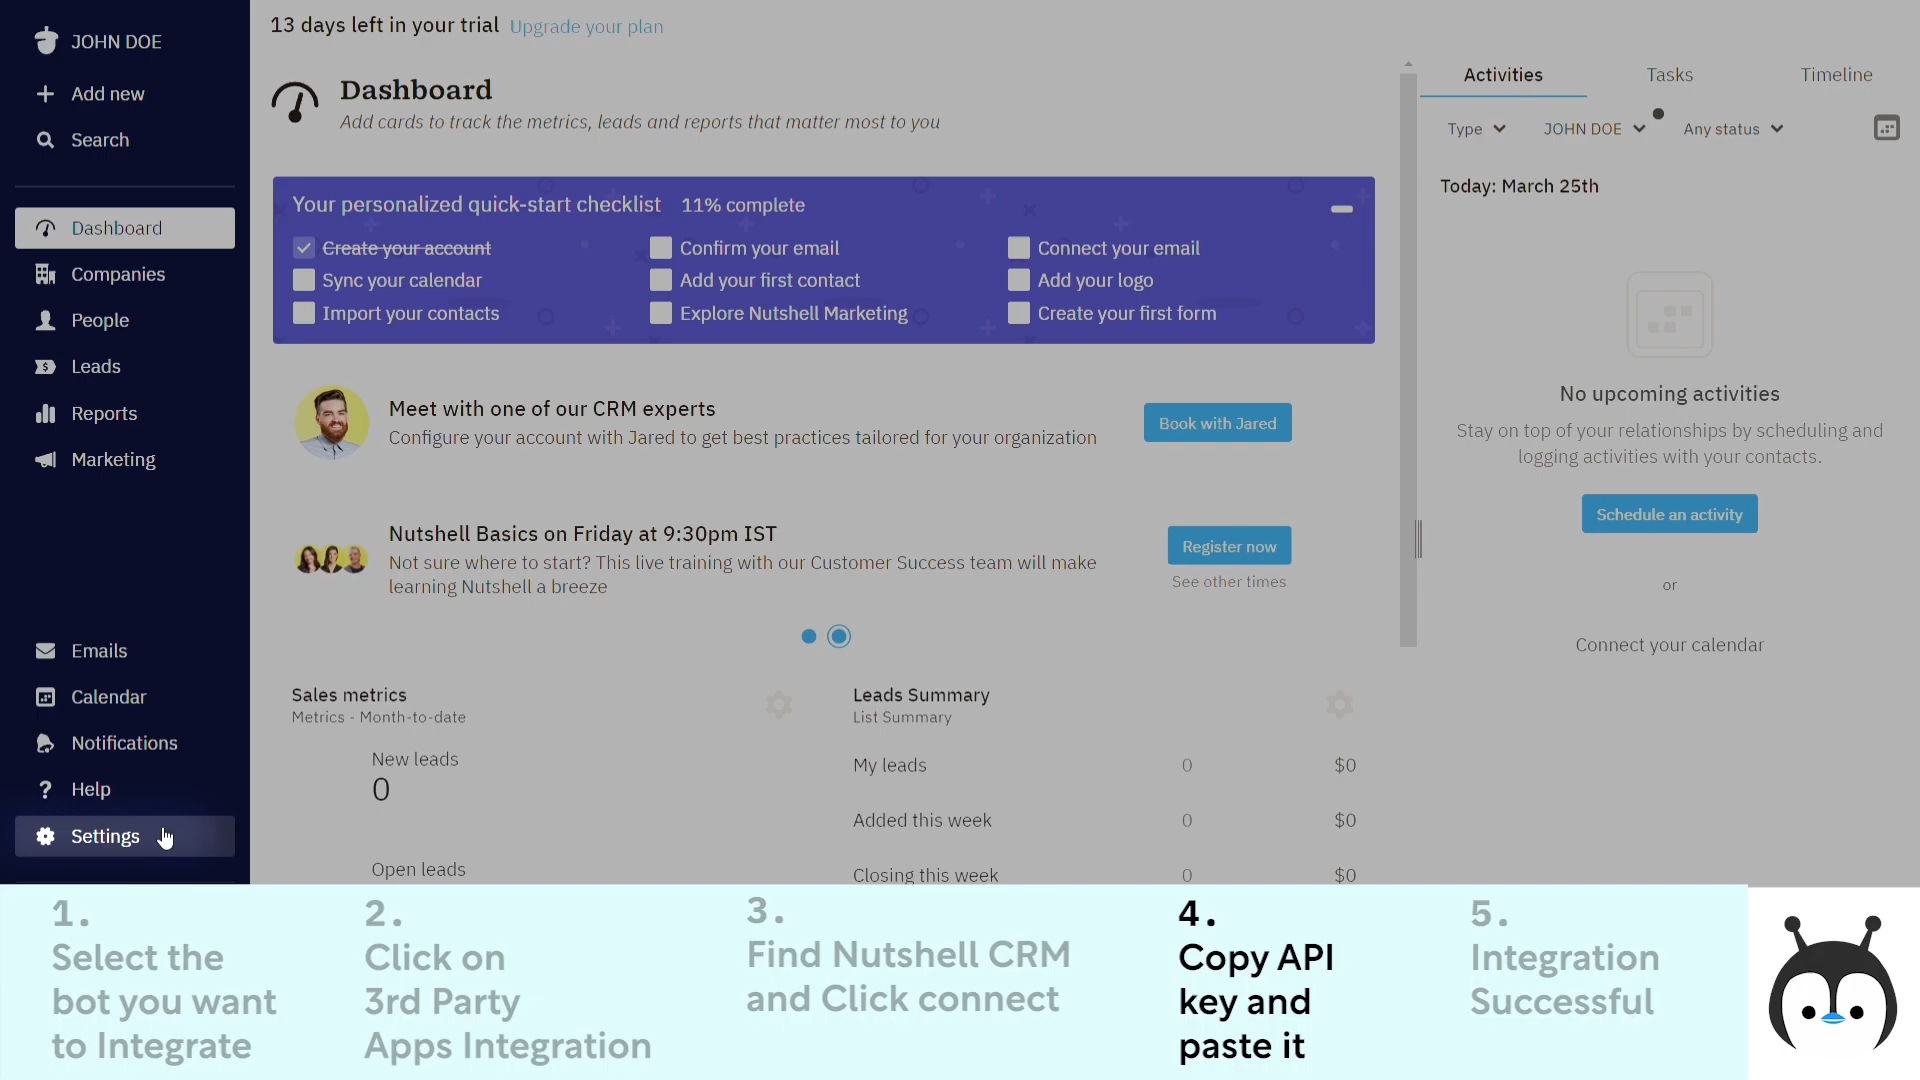 JOHN DOE
Add new
Search
Dashboard
Companies
People
Leads
Reports
Marketing
Emails
Calendar
Notifications
Help
Settings
13 days left in your trial Upgrade your plan
Dashboard
Add cards to track the metrics, leads and reports that matter most to you
Your personalized quick-start checklist 11% complete
Create your account Confirm your email Connect your email
Sync your calendar Add your first contact Add your logo
Import your contacts Explore Nutshell Marketing Create your first form
Meet with one of our CRM experts
Configure your account with Jared to get best practices tailored for your organization
Book with Jared
Nutshell Basics on Friday at 9:30pm IST
Not sure where to start? This live training with our Customer Success team will make
learning Nutshell a breeze
Register now
See other times
Sales metrics
Metrics - Month-to-date
New leads
0
Open leads
Leads Summary
List Summary
My leads 0 $0
Added this week 0 $0
Closing this week 0 $0
Activities Tasks Timeline
Type JOHN DOE Any status
Today: March 25th
No upcoming activities
Stay on top of your relationships by scheduling and
logging activities with your contacts.
Schedule an activity
or
Connect your calendar
1.
Select the
bot you want
to Integrate
2.
Click on
3rd Party
Apps Integration
3.
Find Nutshell CRM
and Click connect
4.
Copy API
key and
paste it
5.
Integration
Successful